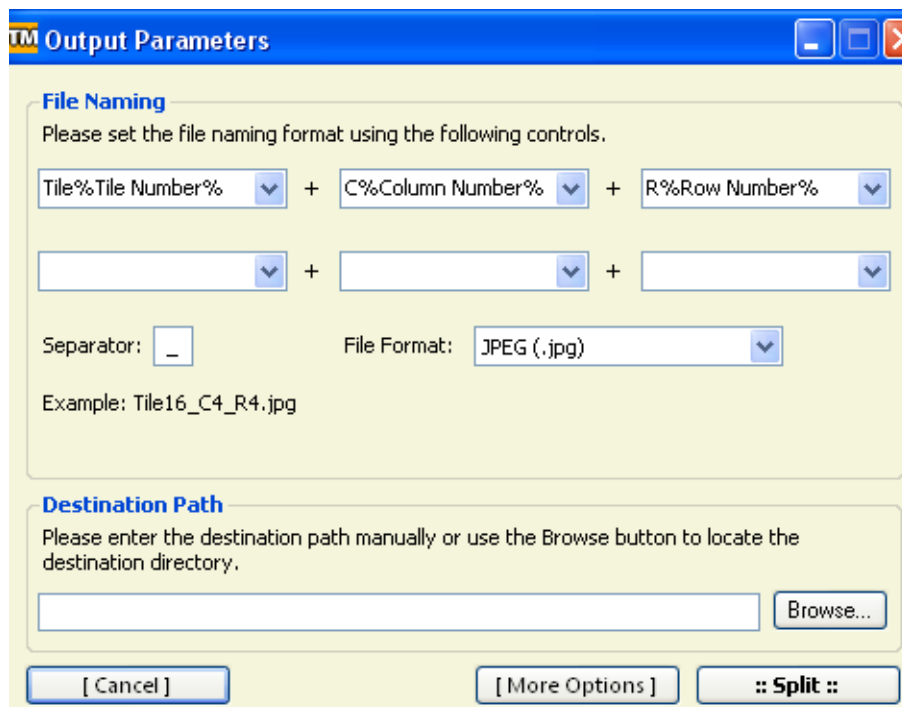 TM Output Parameters
File Naming
Please set the file naming format using the following controls.
Tile%Tile Number% + C%Column Number% + R%Row Number%
+ +
Separator: _ File Format: JPEG (.jpg)
Example: Tile16_C4_R4.jpg
Destination Path
Please enter the destination path manually or use the Browse button to locate the
destination directory.
Browse...
[ Cancel ] [ More Options ] :: Split ::